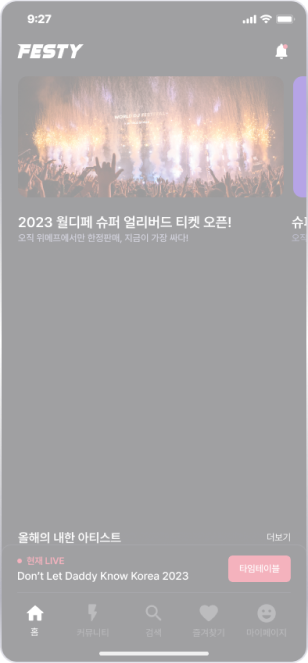 9:27
FESTY
2023 월디페 슈퍼 얼리버드 티켓 오픈!
슈퍼
오직 위메프에서만 한정판매, 지금이 가장 싸다!
오직
올해의 내한 아티스트
더보기
현재 LIVE
Don't Let Daddy Know Korea 2023
타임테이블
홈
커뮤니티
검색
즐겨찾기
마이페이지